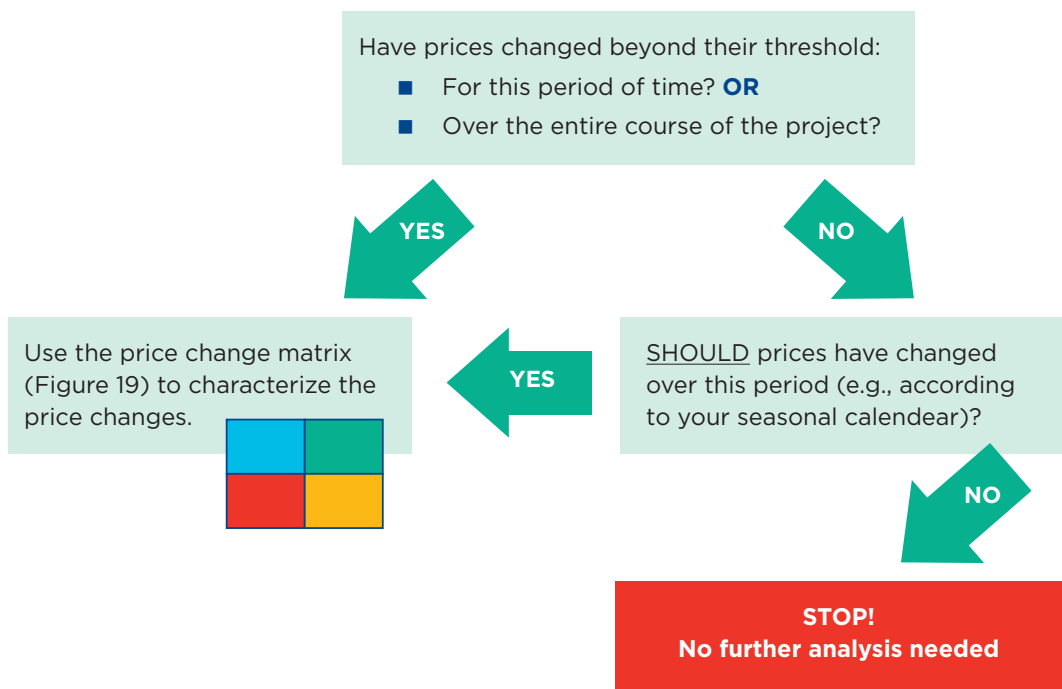 Have prices changed beyond their threshold:
■ For this period of time? OR
■ Over the entire course of the project?
YES
NO
Use the price change matrix
(Figure 19) to characterize the
price changes.
YES
SHOULD prices have changed
over this period (e.g., according
to your seasonal calendear)?
NO
STOP!
No further analysis needed